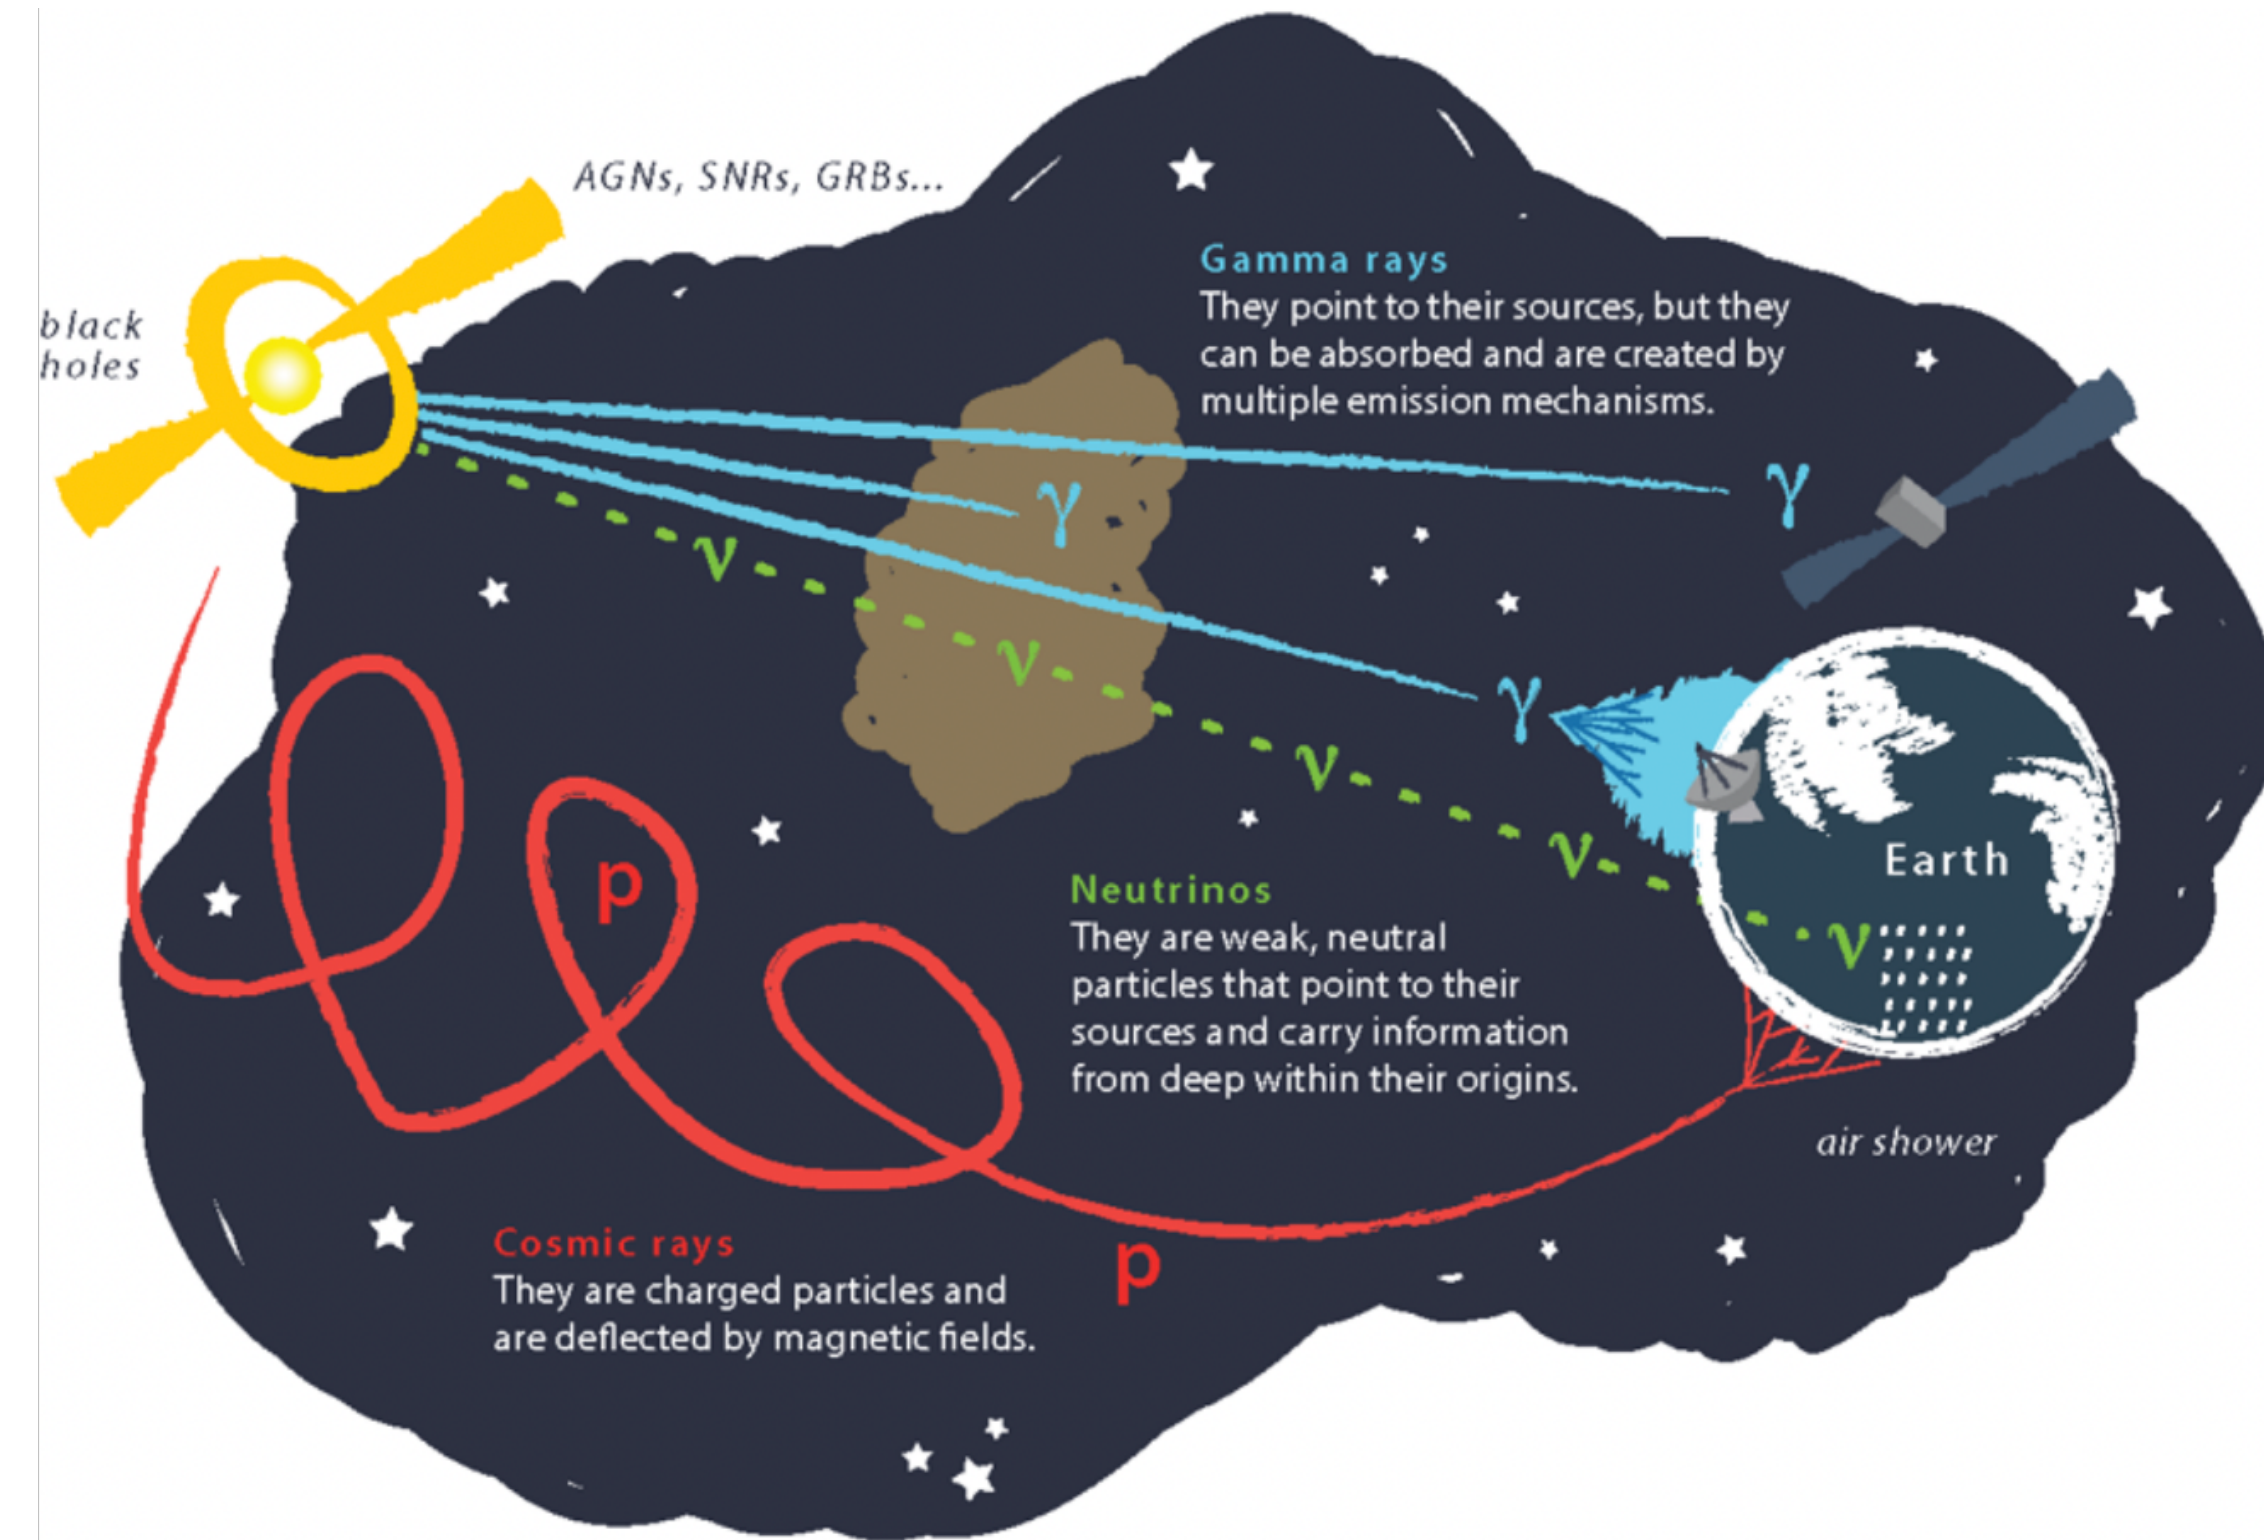 AGNs, SNRs, GRBs...
black
holes
Gamma rays
They point to their sources, but they
can be absorbed and are created by
multiple emission mechanisms.
γ
γ
ν
ν
γ
ν
ν
Earth
ν
p
Neutrinos
They are weak, neutral
particles that point to their
sources and carry information
from deep within their origins.
air shower
Cosmic rays
They are charged particles and
are deflected by magnetic fields.
p